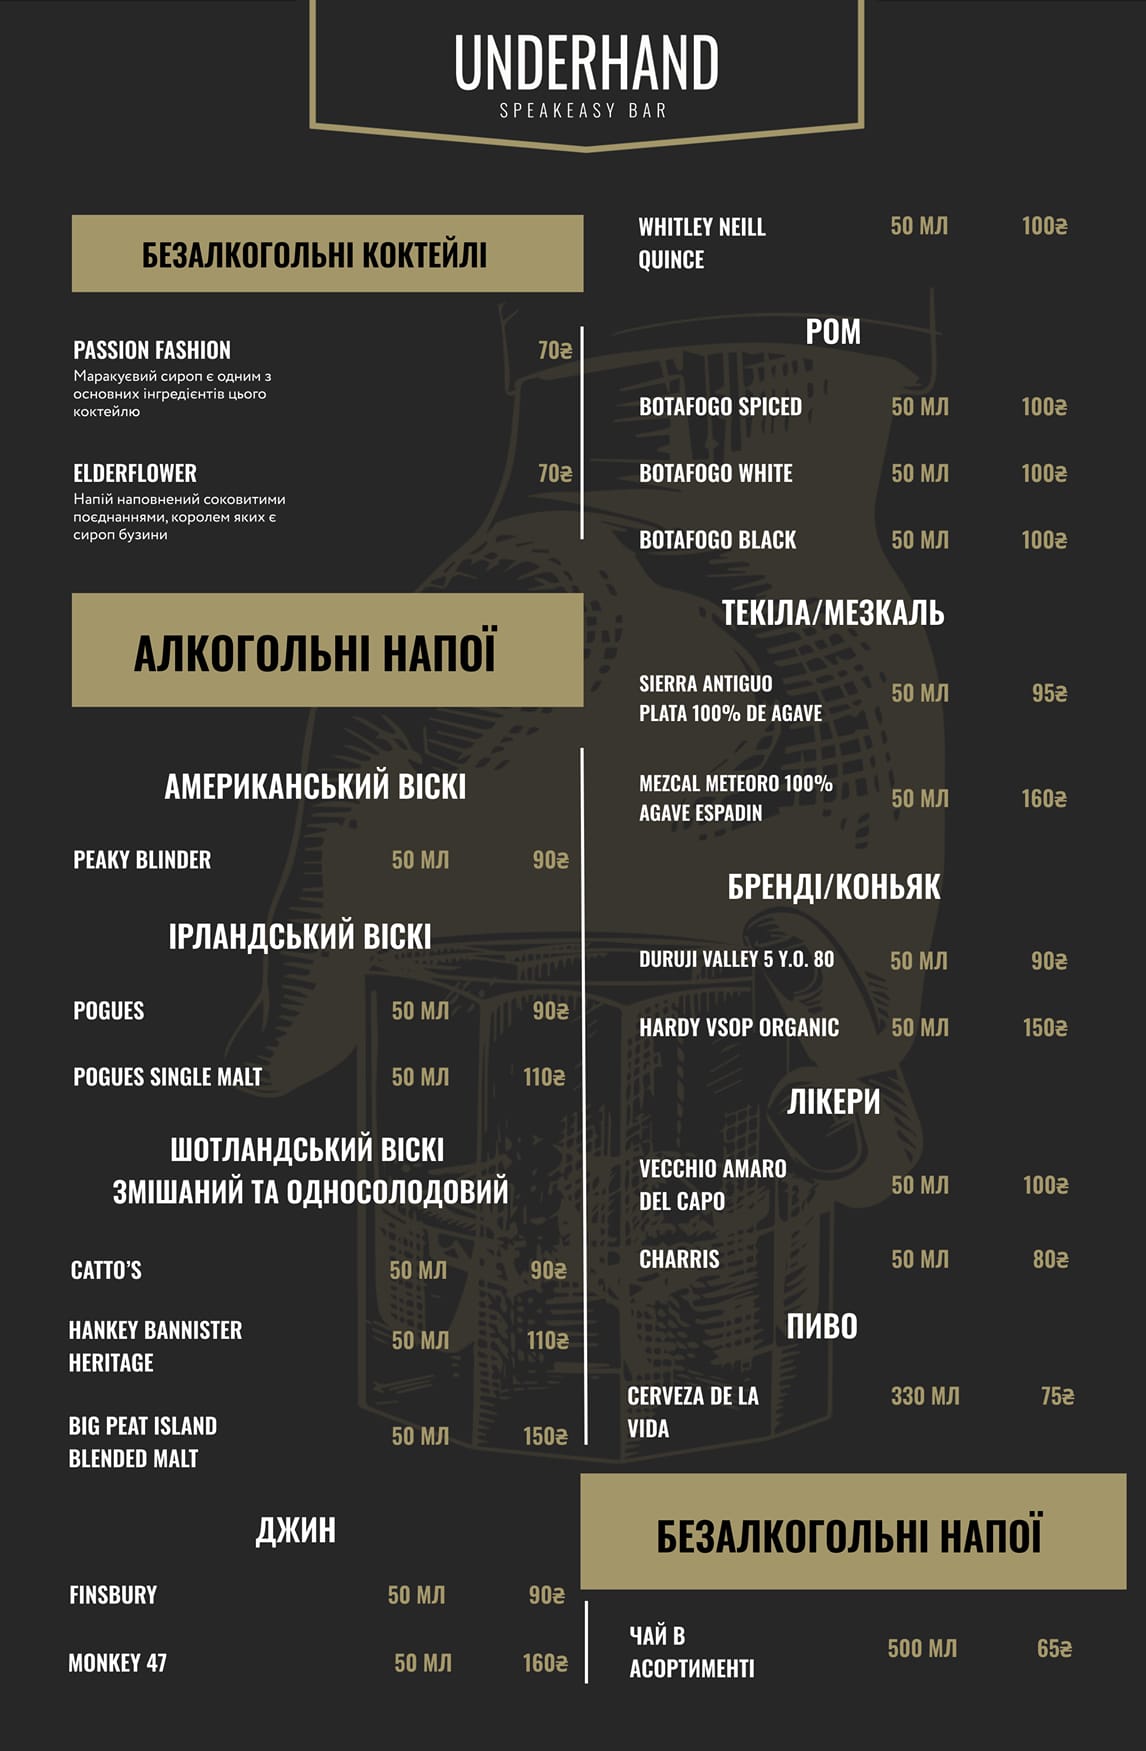 UNDERHAND
SPEAKEASY BAR
БЕЗАЛКОГОЛЬНІ КОКТЕЙЛІ
PASSION FASHION 70₴
Маракуєвий сироп є одним з
основних інгредієнтів цього
коктейлю
ELDERFLOWER 70₴
Напій наповнений соковитими
поєднаннями, королем яких є
сироп бузини
АЛКОГОЛЬНІ НАПОЇ
АМЕРИКАНСЬКИЙ ВІСКІ
PEAKY BLINDER 50 МЛ 90₴
ІРЛАНДСЬКИЙ ВІСКІ
POGUES 50 МЛ 90₴
POGUES SINGLE MALT 50 МЛ 110₴
ШОТЛАНДСЬКИЙ ВІСКІ
ЗМІШАНИЙ ТА ОДНОСОЛОДОВИЙ
CATTO'S 50 МЛ 90₴
HANKEY BANNISTER
HERITAGE 50 МЛ 110₴
BIG PEAT ISLAND
BLENDED MALT 50 МЛ 150₴
ДЖИН
FINSBURY 50 МЛ 90₴
MONKEY 47 50 МЛ 160₴
WHITLEY NEILL 50 МЛ 100₴
QUINCE
РОМ
BOTAFOGO SPICED 50 МЛ 100₴
BOTAFOGO WHITE 50 МЛ 100₴
BOTAFOGO BLACK 50 МЛ 100₴
ТЕКІЛА/МЕЗКАЛЬ
SIERRA ANTIGUO
PLATA 100% DE AGAVE 50 МЛ 95₴
MEZCAL METEORO 100%
AGAVE ESPADIN 50 МЛ 160₴
БРЕНДІ/КОНЬЯК
DURUJI VALLEY 5 Y.O. 80 50 МЛ 90₴
HARDY VSOP ORGANIC 50 МЛ 150₴
ЛІКЕРИ
VECCHIO AMARO
DEL CAPO 50 МЛ 100₴
CHARRIS 50 МЛ 80₴
ПИВО
CERVEZA DE LA 330 МЛ 75₴
VIDA
БЕЗАЛКОГОЛЬНІ НАПОЇ
ЧАЙ В
АСОРТИМЕНТІ 500 МЛ 65₴